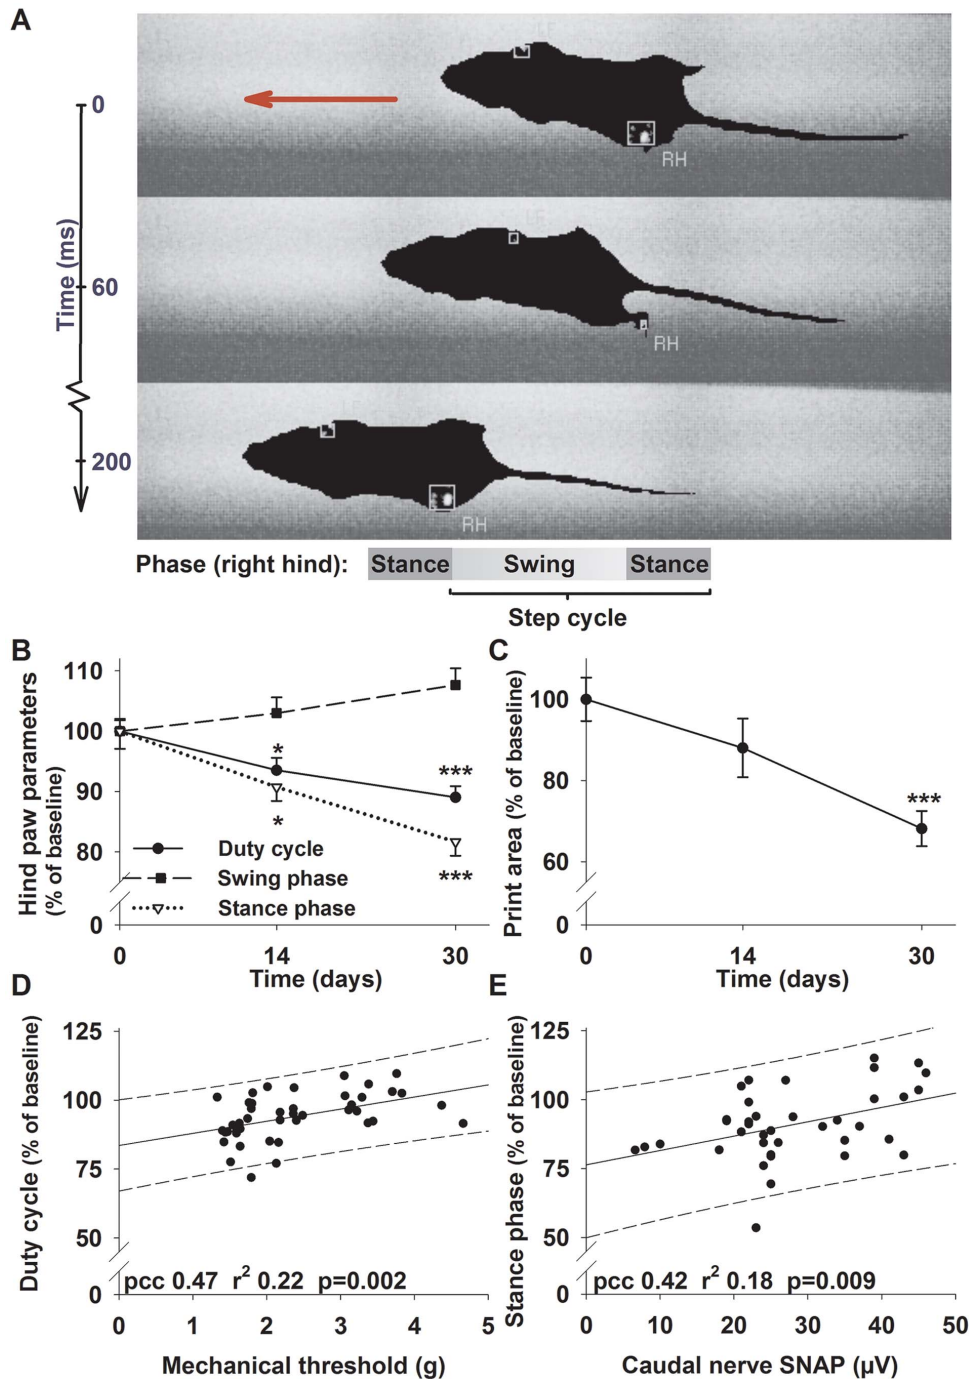 A
0
Time (ms)
60
200
RH
RH
RH
Phase (right hind): Stance Swing Stance
Step cycle
B
Hind paw parameters
(% of baseline)
110
100
90
80
0
*
*
***
***
Duty cycle
Swing phase
Stance phase
0 14 30
Time (days)
C
Print area (% of baseline)
100
80
60
0
***
0 14 30
Time (days)
D
Duty cycle (% of baseline)
125
100
75
50
0
pcc 0.47 r² 0.22 p=0.002
0 1 2 3 4 5
Mechanical threshold (g)
E
Stance phase (% of baseline)
125
100
75
50
0
pcc 0.42 r² 0.18 p=0.009
0 10 20 30 40 50
Caudal nerve SNAP (µV)